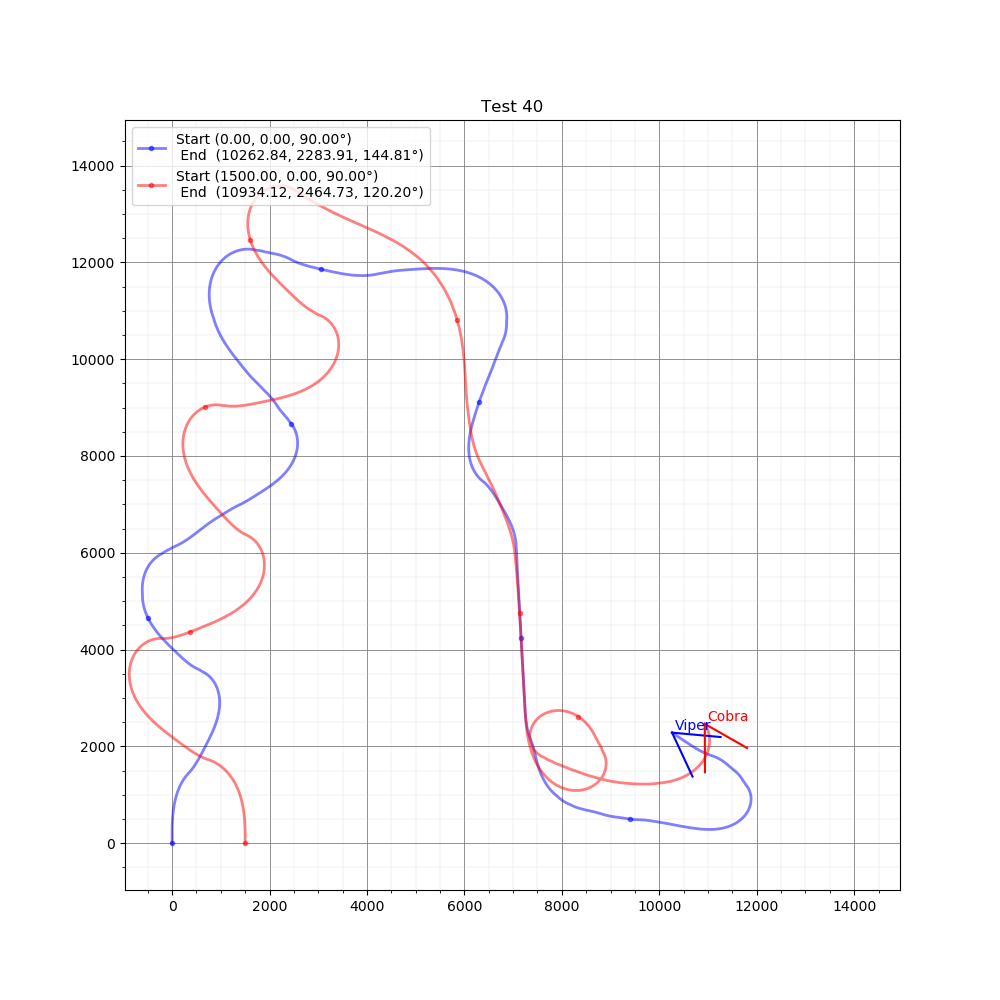 Test 40
Start (0.00, 0.00, 90.00°)
End (10262.84, 2283.91, 144.81°)
Start (1500.00, 0.00, 90.00°)
End (10934.12, 2464.73, 120.20°)
14000
12000
10000
8000
6000
4000
2000
0
Viper
Cobra
0 2000 4000 6000 8000 10000 12000 14000